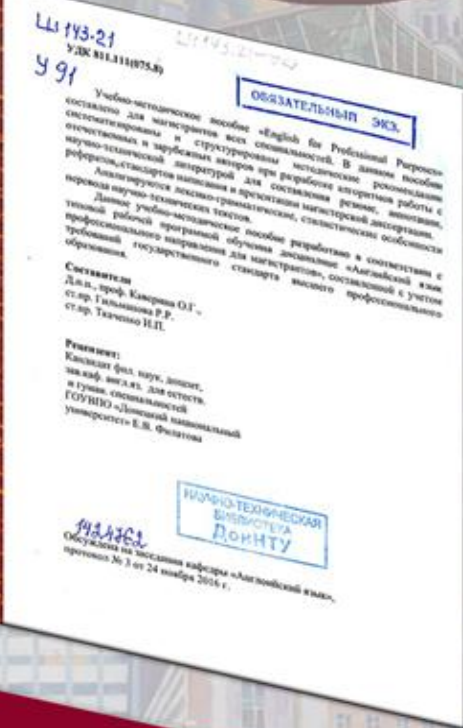 Ш 143-21
УДК 811.111(075.8)
У 91
ОБЯЗАТЕЛЬНЫЙ ЭКЗ.
Учебно-методическое пособие «English for Professional Purposes»
составлено для магистрантов всех специальностей. В данном пособии
систематизированы и структурированы методические рекомендации
отечественных и зарубежных авторов при разработке алгоритмов работы с
научно-технической литературой для составления резюме, аннотации,
рефератов, стандартов написания и презентации магистерской диссертации.
Анализируются лексико-грамматические, стилистические особенности
перевода научно-технических текстов.
Данное учебно-методическое пособие разработано в соответствии с
типовой рабочей программой обучения дисциплине «Английский язык
профессионального направления для магистрантов», составленной с учетом
требований государственного стандарта высшего профессионального
образования.
Составители
Д.п.н., проф. Каверина О.Г.,
ст.пр. Гильманова Р.Р.
ст.пр. Ткаченко И.П.
Рецензент:
Кандидат фил. наук, доцент,
зав.каф. англ.яз. для естеств.
и гуман. специальностей
ГОУВПО «Донецкий национальный
университет» Е.В. Филатова
НАУЧНО-ТЕХНИЧЕСКАЯ
БИБЛИОТЕКА
ДонНТУ
1424762
Обсуждена на заседании кафедры «Английский язык»,
протокол № 3 от 24 ноября 2016 г.